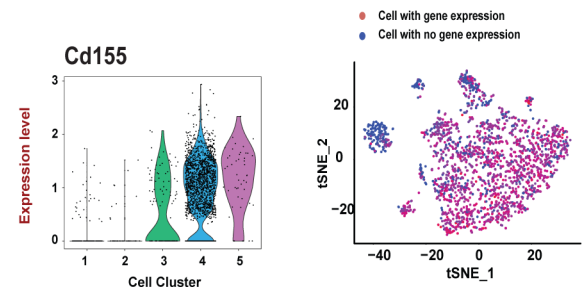 Cell with gene expression
Cell with no gene expression
Cd155
Expression level
3
2
1
0
1 2 3 4 5
Cell Cluster
tSNE_2
20
0
−20
−40 −20 0 20
tSNE_1